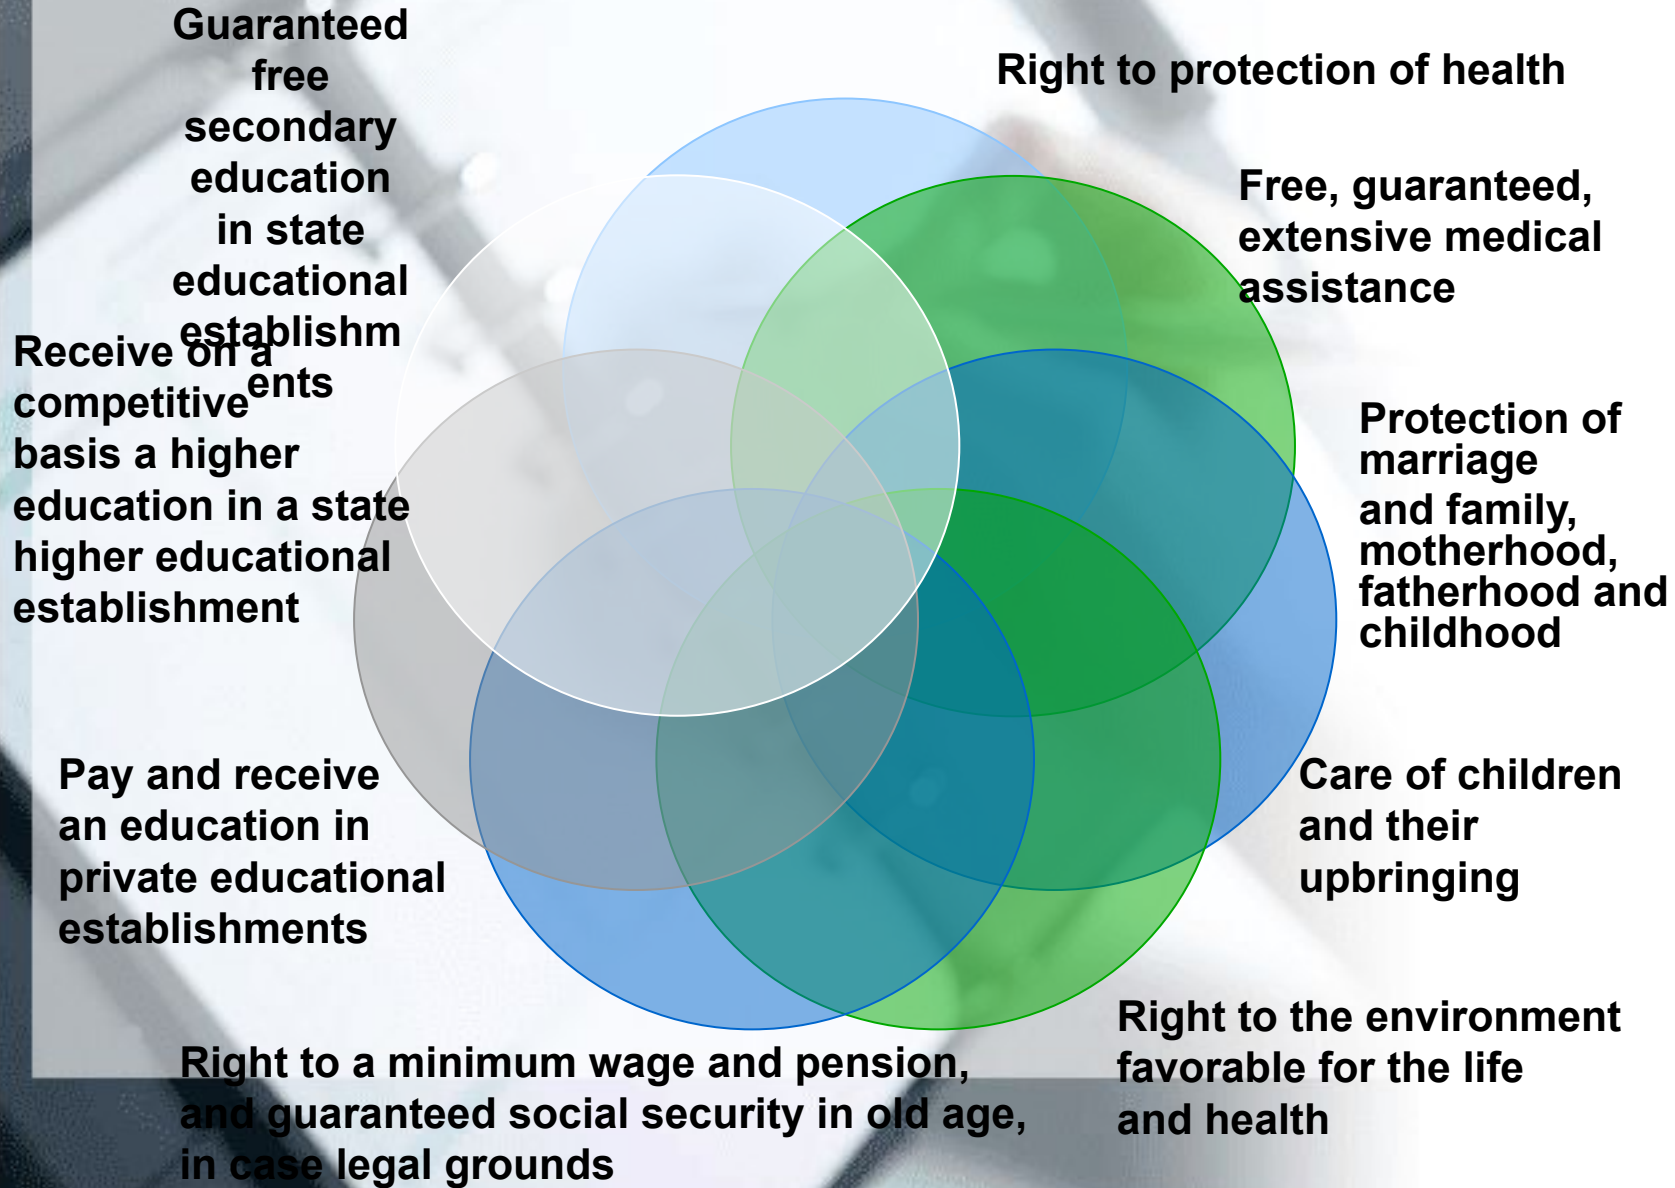 Guaranteed
free
secondary
education
in state
educational
establishm
ents
Right to protection of health
Free, guaranteed,
extensive medical
assistance
Protection of
marriage
and family,
motherhood,
fatherhood and
childhood
Care of children
and their
upbringing
Right to the environment
favorable for the life
and health
Right to a minimum wage and pension,
and guaranteed social security in old age,
in case legal grounds
Pay and receive
an education in
private educational
establishments
Receive on a
competitive
basis a higher
education in a state
higher educational
establishment